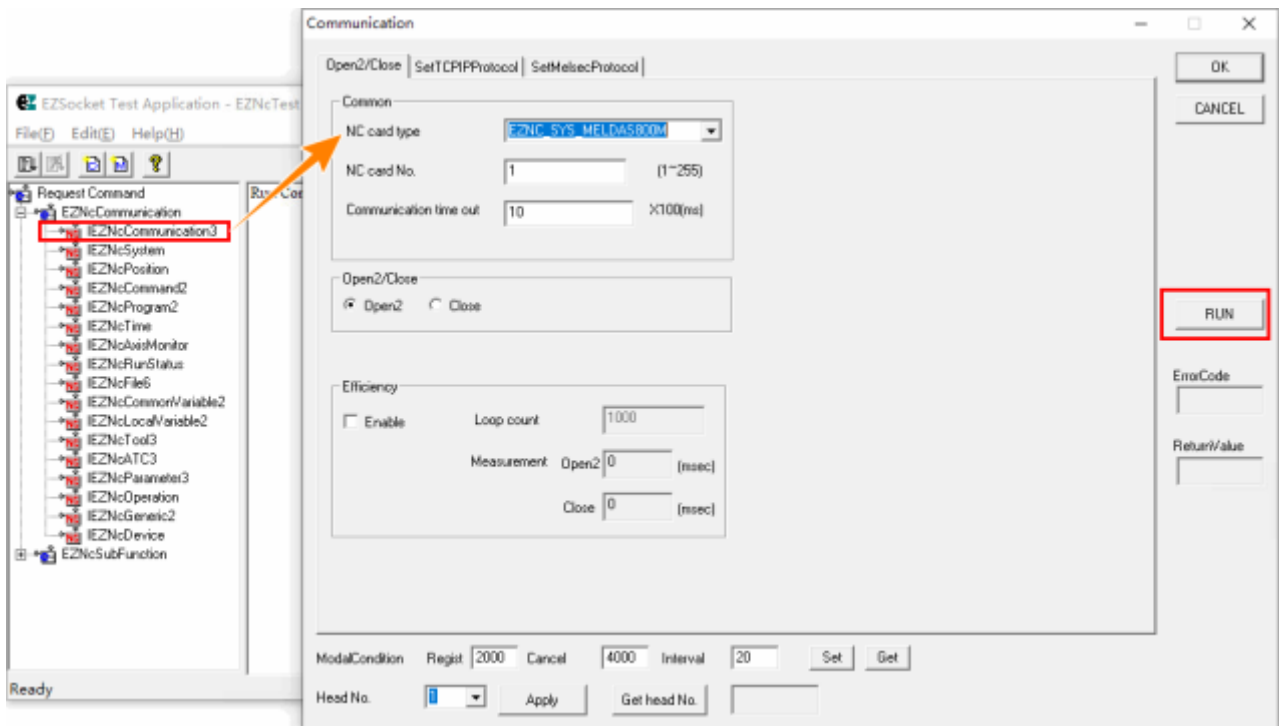 EZSocket Test Application - EZNcTest
File(F) Edit(E) Help(H)
Request Command
EZNcCommunication
IEZNcCommunication3
IEZNcSystem
IEZNcPosition
IEZNcCommand2
IEZNcProgram2
IEZNcTime
IEZNcAxisMonitor
IEZNcRunStatus
IEZNcFile6
IEZNcCommonVariable2
IEZNcLocalVariable2
IEZNcTool3
IEZNcATC3
IEZNcParameter3
IEZNcOperation
IEZNcGeneric2
IEZNcDevice
EZNcSubFunction
Ready
Communication
Open2/Close SetTCPIPProtocol SetMelsecProtocol
Common
NC card type EZNC_SYS_MELDAS800M
NC card No. 1 (1~255)
Communication time out 10 X100(ms)
Open2/Close
Open2 Close
Efficiency
Enable Loop count 1000
Measurement Open2 0 (msec)
Close 0 (msec)
OK
CANCEL
RUN
ErrorCode
ReturnValue
ModalCondition Regist 2000 Cancel 4000 Interval 20 Set Get
Head No. 1 Apply Get head No.